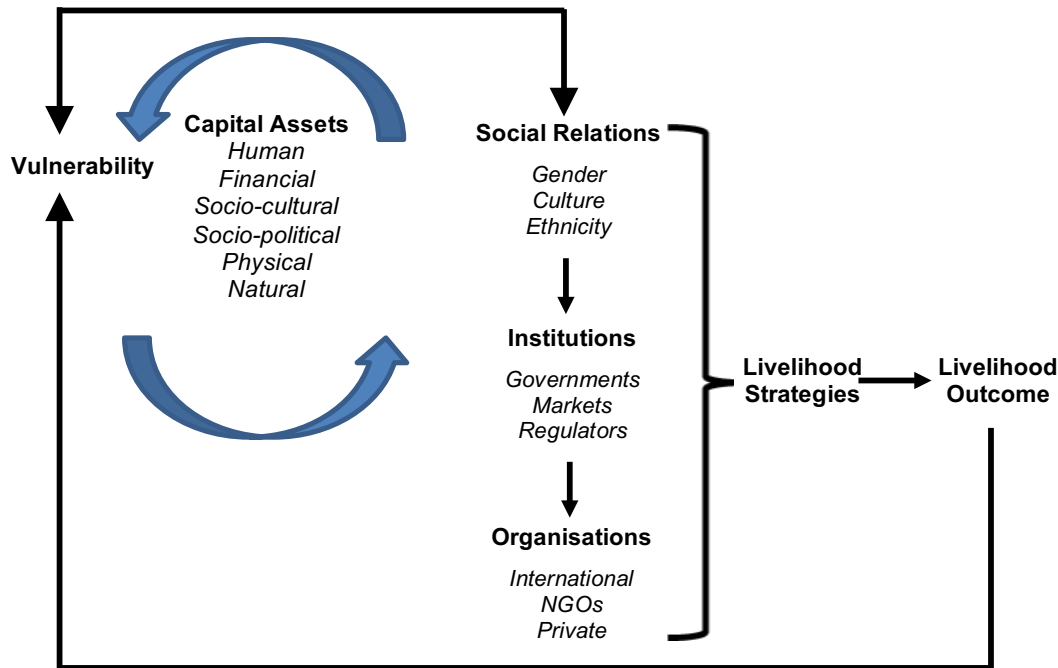 Vulnerability
Capital Assets
Human
Financial
Socio-cultural
Socio-political
Physical
Natural
Social Relations
Gender
Culture
Ethnicity
Institutions
Governments
Markets
Regulators
Organisations
International
NGOs
Private
Livelihood
Strategies
Livelihood
Outcome